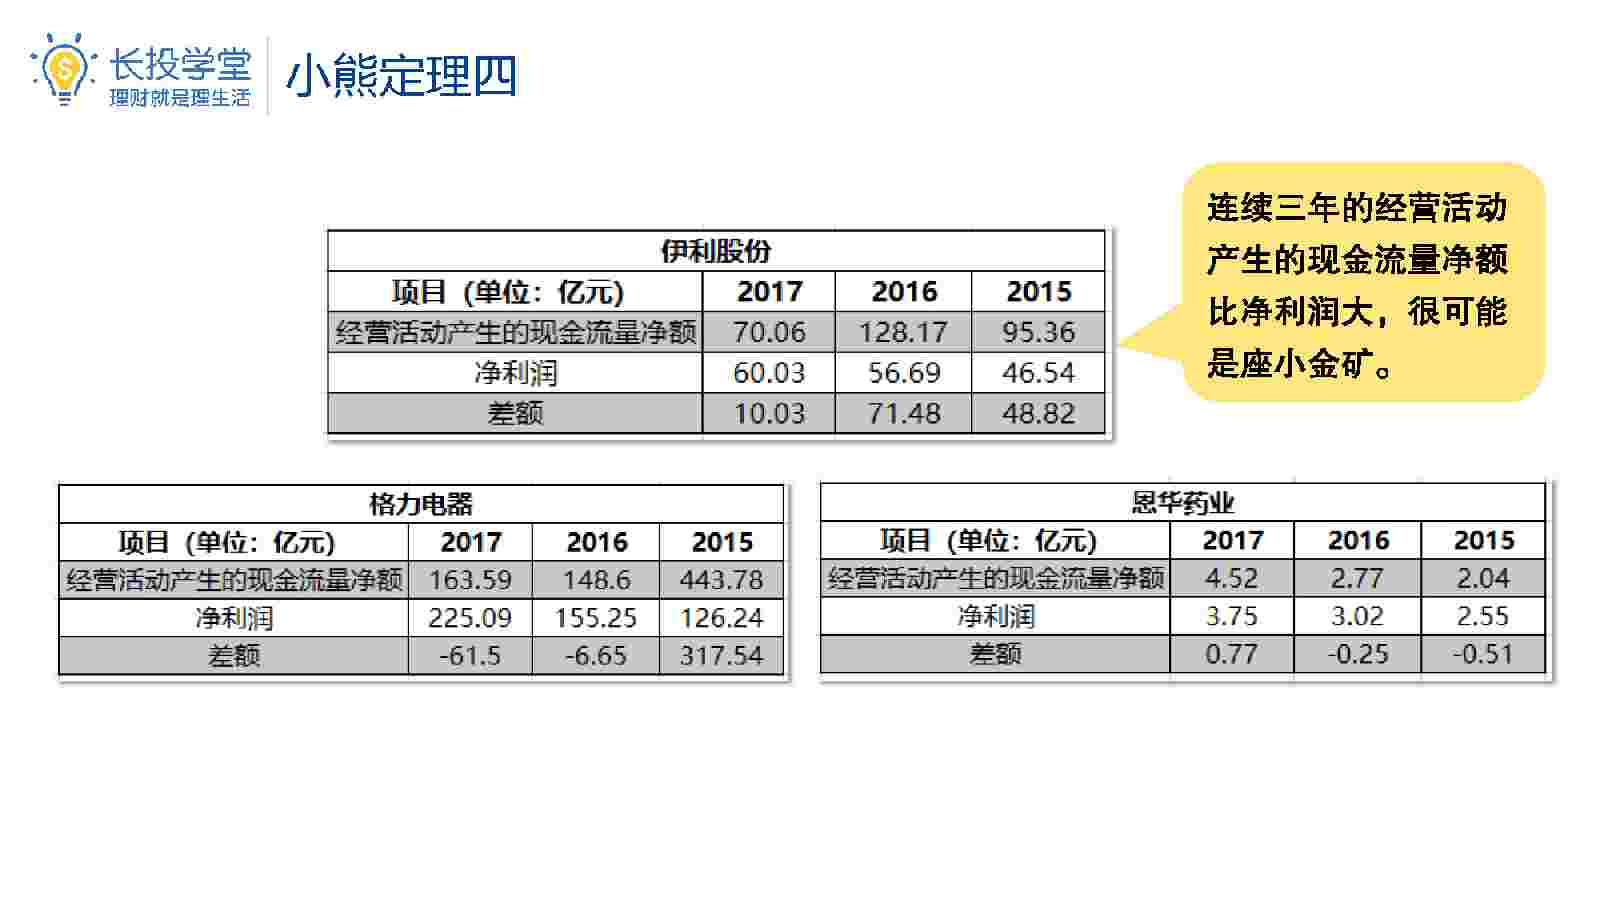 长投学堂
理财就是理生活
小熊定理四
连续三年的经营活动
产生的现金流量净额
比净利润大，很可能
是座小金矿。
伊利股份
项目（单位：亿元） 2017 2016 2015
经营活动产生的现金流量净额 70.06 128.17 95.36
净利润 60.03 56.69 46.54
差额 10.03 71.48 48.82
格力电器
项目（单位：亿元） 2017 2016 2015
经营活动产生的现金流量净额 163.59 148.6 443.78
净利润 225.09 155.25 126.24
差额 -61.5 -6.65 317.54
恩华药业
项目（单位：亿元） 2017 2016 2015
经营活动产生的现金流量净额 4.52 2.77 2.04
净利润 3.75 3.02 2.55
差额 0.77 -0.25 -0.51